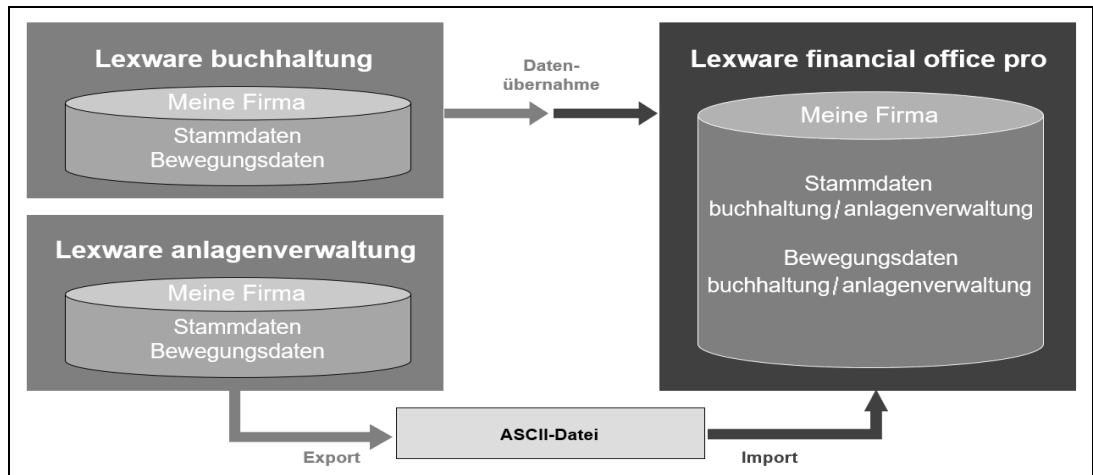 Lexware buchhaltung
Meine Firma
Stammdaten
Bewegungsdaten
Daten-
übernahme
Lexware financial office pro
Meine Firma
Stammdaten
buchhaltung/anlagenverwaltung
Bewegungsdaten
buchhaltung/anlagenverwaltung
Lexware anlagenverwaltung
Meine Firma
Stammdaten
Bewegungsdaten
Export
ASCII-Datei
Import